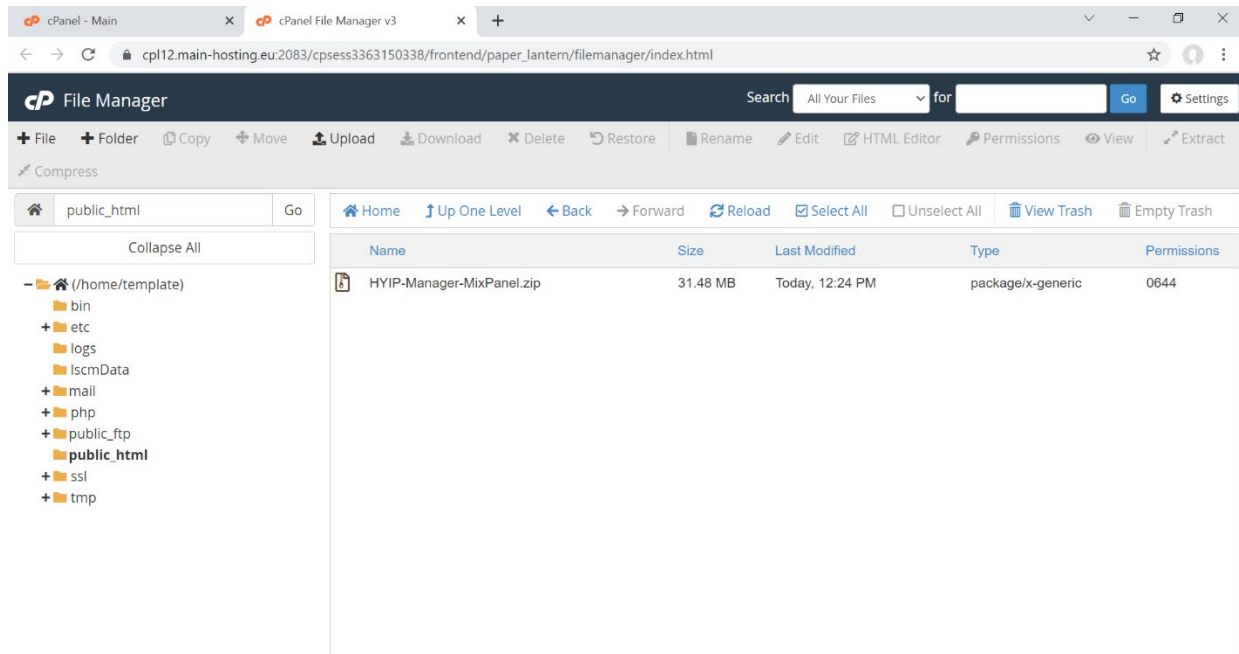 cPanel - Main
cPanel File Manager v3
cpl12.main-hosting.eu:2083/cpsess3363150338/frontend/paper_lantern/filemanager/index.html
cP File Manager
Search All Your Files for Go Settings
File Folder Copy Move Upload Download Delete Restore Rename Edit HTML Editor Permissions View Extract
Compress
public_html Go
Home Up One Level Back Forward Reload Select All Unselect All View Trash Empty Trash
Collapse All
Name Size Last Modified Type Permissions
HYIP-Manager-MixPanel.zip 31.48 MB Today, 12:24 PM package/x-generic 0644
(/home/template)
bin
etc
logs
lscmData
mail
php
public_ftp
public_html
ssl
tmp